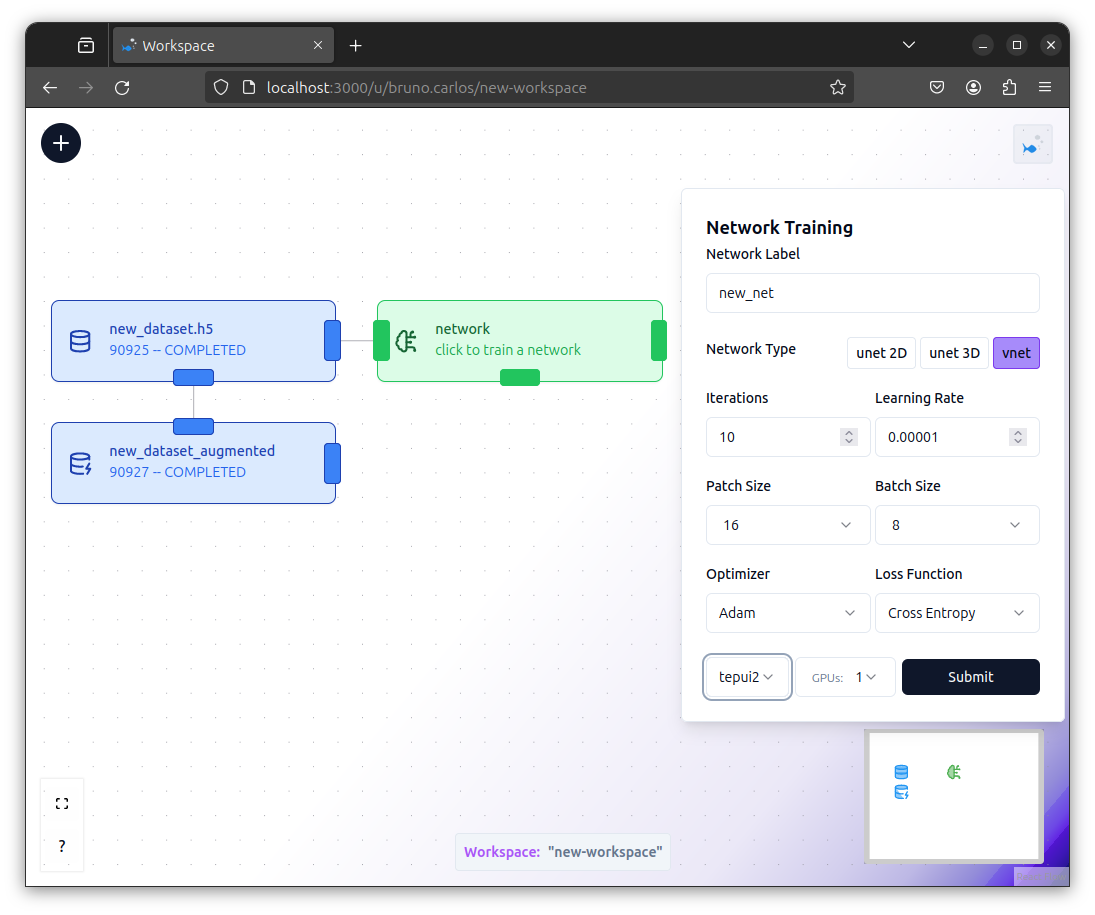 Workspace
localhost:3000/u/bruno.carlos/new-workspace
new_dataset.h5
90925 -- COMPLETED
network
click to train a network
new_dataset_augmented
90927 -- COMPLETED
Network Training
Network Label
new_net
Network Type unet 2D unet 3D vnet
Iterations Learning Rate
10 0.00001
Patch Size Batch Size
16 8
Optimizer Loss Function
Adam Cross Entropy
tepui2 GPUs: 1 Submit
?
Workspace: "new-workspace"